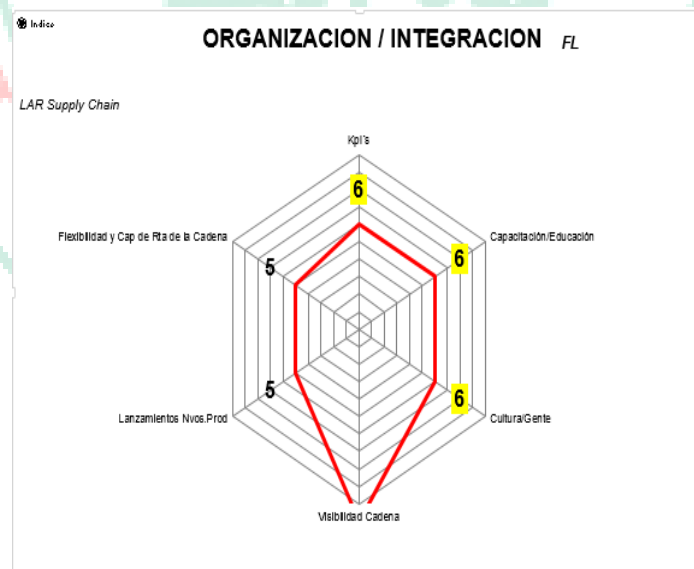 Indice
ORGANIZACION / INTEGRACION FL
LAR Supply Chain
Kpi's
6
Flexibilidad y Cap de Rta de la Cadena
Capacitación/Educación
5
6
5
6
Lanzamientos Nvos.Prod
Cultura/Gente
Visibilidad Cadena